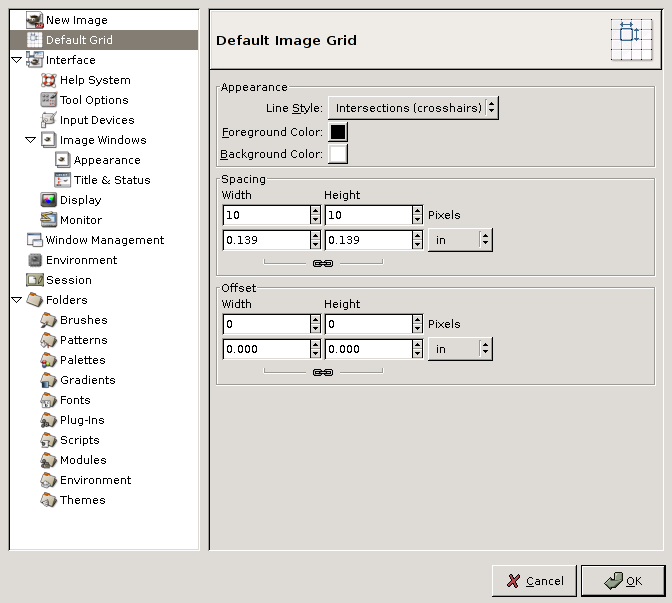 New Image
Default Grid
Interface
Help System
Tool Options
Input Devices
Image Windows
Appearance
Title & Status
Display
Monitor
Window Management
Environment
Session
Folders
Brushes
Patterns
Palettes
Gradients
Fonts
Plug-Ins
Scripts
Modules
Environment
Themes
Default Image Grid
Appearance
Line Style: Intersections (crosshairs)
Foreground Color:
Background Color:
Spacing
Width Height
10 10 Pixels
0.139 0.139 in
Offset
Width Height
0 0 Pixels
0.000 0.000 in
Cancel OK